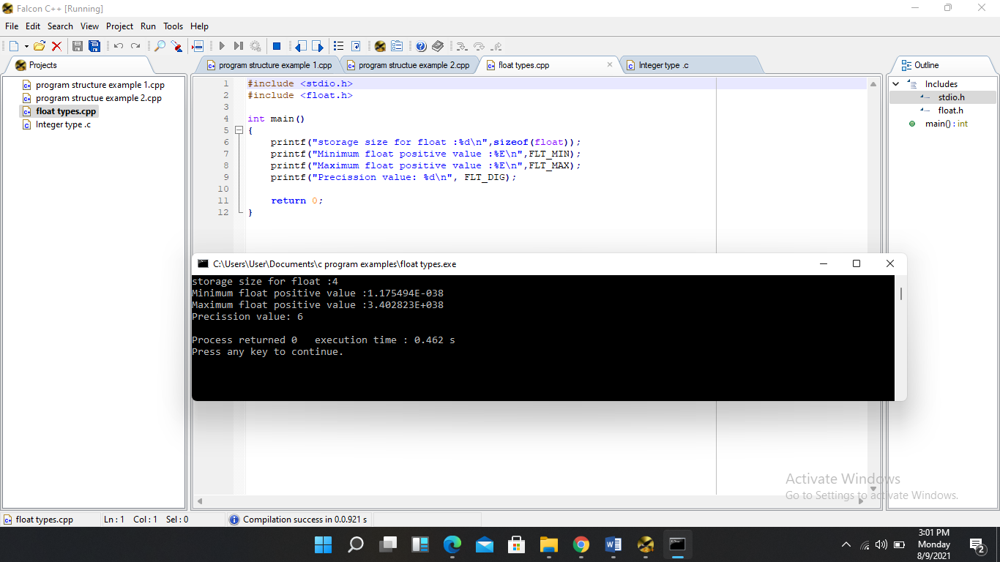 Falcon C++ [Running]
File Edit Search View Project Run Tools Help
Projects
program structure example 1.cpp
program structue example 2.cpp
float types.cpp
Integer type .c
program structure example 1.cpp
program structue example 2.cpp
float types.cpp
Integer type .c
1 #include <stdio.h>
2 #include <float.h>
3
4 int main()
5 {
6 printf("storage size for float :%d\n",sizeof(float));
7 printf("Minimum float positive value :%E\n",FLT_MIN);
8 printf("Maximum float positive value :%E\n",FLT_MAX);
9 printf("Precission value: %d\n", FLT_DIG);
10
11 return 0;
12 }
Outline
Includes
stdio.h
float.h
main() : int
C:\Users\User\Documents\c program examples\float types.exe
storage size for float :4
Minimum float positive value :1.175494E-038
Maximum float positive value :3.402823E+038
Precission value: 6
Process returned 0   execution time : 0.462 s
Press any key to continue.
Activate Windows
Go to Settings to activate Windows.
float types.cpp
Ln : 1 Col : 1 Sel : 0
Compilation success in 0.0.921 s
3:01 PM
Monday
8/9/2021
2